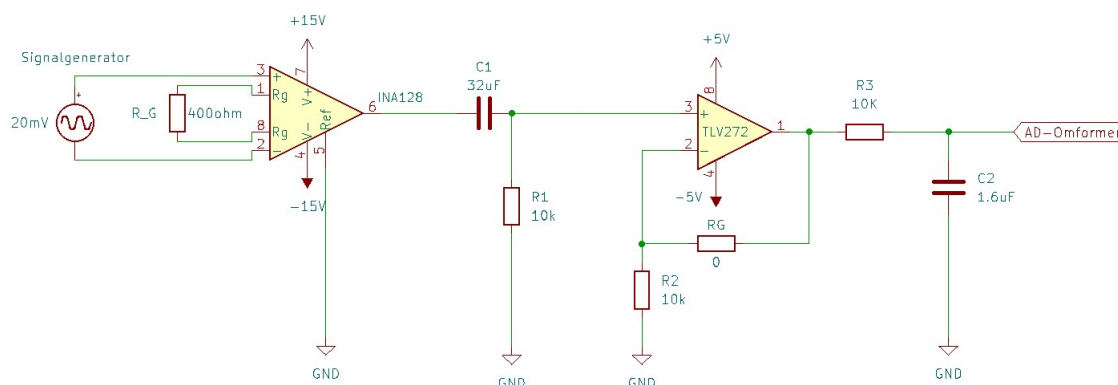 Signalgenerator
20mV
R_G
400ohm
+15V
3
+
1
Rg
8
Rg
2
-
7
V+
V-
4
Ref
5
6
INA128
-15V
GND
C1
32uF
R1
10k
GND
+5V
8
3
+
TLV272
1
2
-
4
-5V
RG
0
R2
10k
GND
R3
10K
AD-Omformer
C2
1.6uF
GND